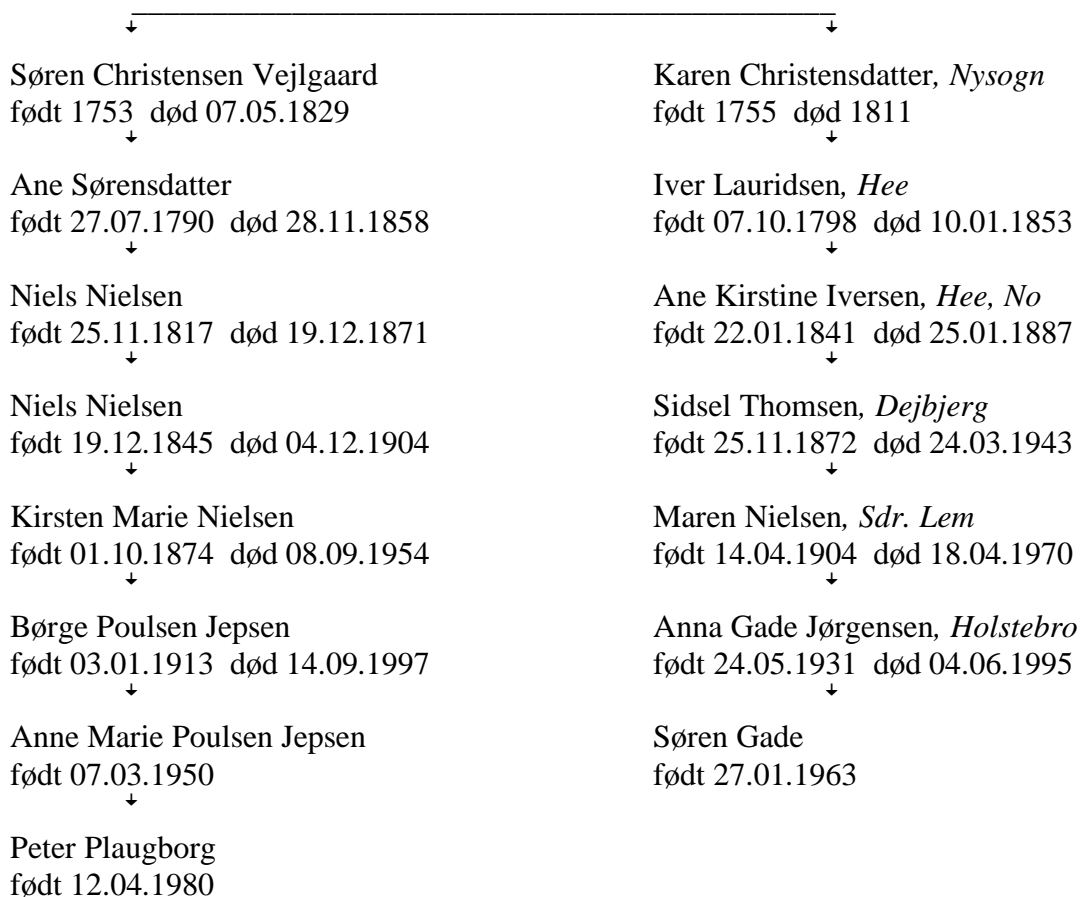 Søren Christensen Vejlgaard
født 1753  død 07.05.1829
Karen Christensdatter, Nysogn
født 1755  død 1811
Ane Sørensdatter
født 27.07.1790  død 28.11.1858
Iver Lauridsen, Hee
født 07.10.1798  død 10.01.1853
Niels Nielsen
født 25.11.1817  død 19.12.1871
Ane Kirstine Iversen, Hee, No
født 22.01.1841  død 25.01.1887
Niels Nielsen
født 19.12.1845  død 04.12.1904
Sidsel Thomsen, Dejbjerg
født 25.11.1872  død 24.03.1943
Kirsten Marie Nielsen
født 01.10.1874  død 08.09.1954
Maren Nielsen, Sdr. Lem
født 14.04.1904  død 18.04.1970
Børge Poulsen Jepsen
født 03.01.1913  død 14.09.1997
Anna Gade Jørgensen, Holstebro
født 24.05.1931  død 04.06.1995
Anne Marie Poulsen Jepsen
født 07.03.1950
Søren Gade
født 27.01.1963
Peter Plaugborg
født 12.04.1980